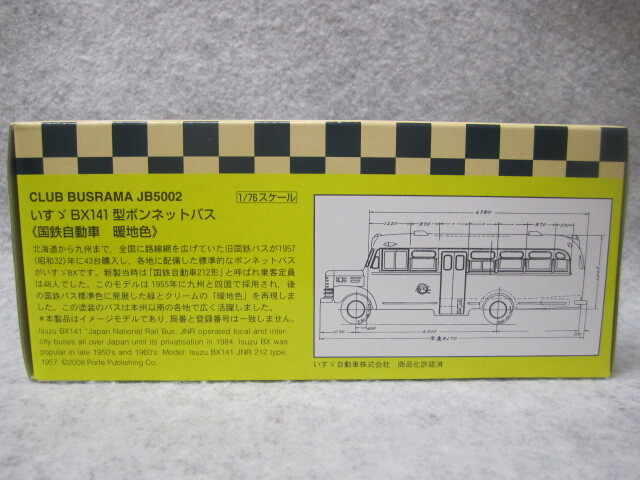 CLUB BUSRAMA JB5002
1/76スケール
いすゞBX141型ボンネットバス
《国鉄自動車 暖地色》
北海道から九州まで、全国に路線網を広げていた旧国鉄バスが1957
(昭和32)年に43台購入し、各地に配備した標準的なボンネットバス
がいすゞBXです。新製当時は「国鉄自動車212形」と呼ばれ乗客定員
は48人でした。このモデルは1955年に九州と四国で採用され、後
の国鉄バス標準色に発展した緑とクリームの「暖地色」を再現しまし
た。この塗装のバスは本州以南の各地で広く活躍しました。
*本製品はイメージモデルであり、局番と登録番号は一致しません。
Isuzu BX141 "Japan National Rail Bus. JNR operated local and inter-
city buses all over Japan until its privatisation in 1984. Isuzu BX was
popular in late 1950's and 1960's. Model: Isuzu BX141 JNR 212 type,
1957. ©2008 Porte Publishing Co.
いすゞ自動車株式会社 商品化許諾済